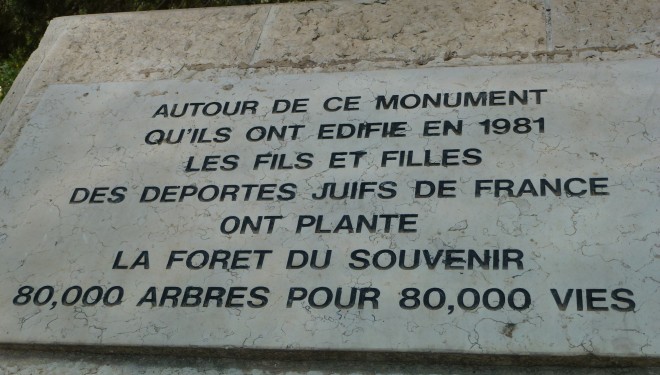 AUTOUR DE CE MONUMENT
QU'ILS ONT EDIFIE EN 1981
LES FILS ET FILLES
DES DEPORTES JUIFS DE FRANCE
ONT PLANTE
LA FORET DU SOUVENIR
80,000 ARBRES POUR 80,000 VIES